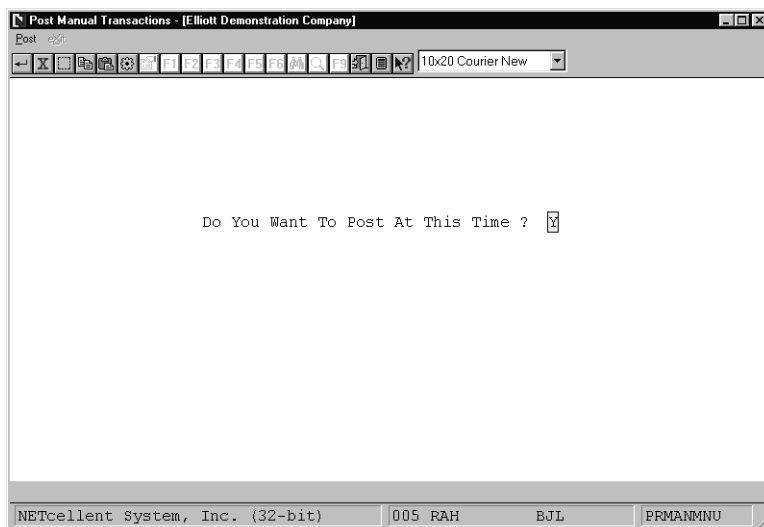 Post Manual Transactions - [Elliott Demonstration Company]
Post eXit
X F1 F2 F3 F4 F5 F6 F9 10x20 Courier New
Do You Want To Post At This Time ? Y
NETcellent System, Inc. (32-bit) 005 RAH BJL PRMANMNU